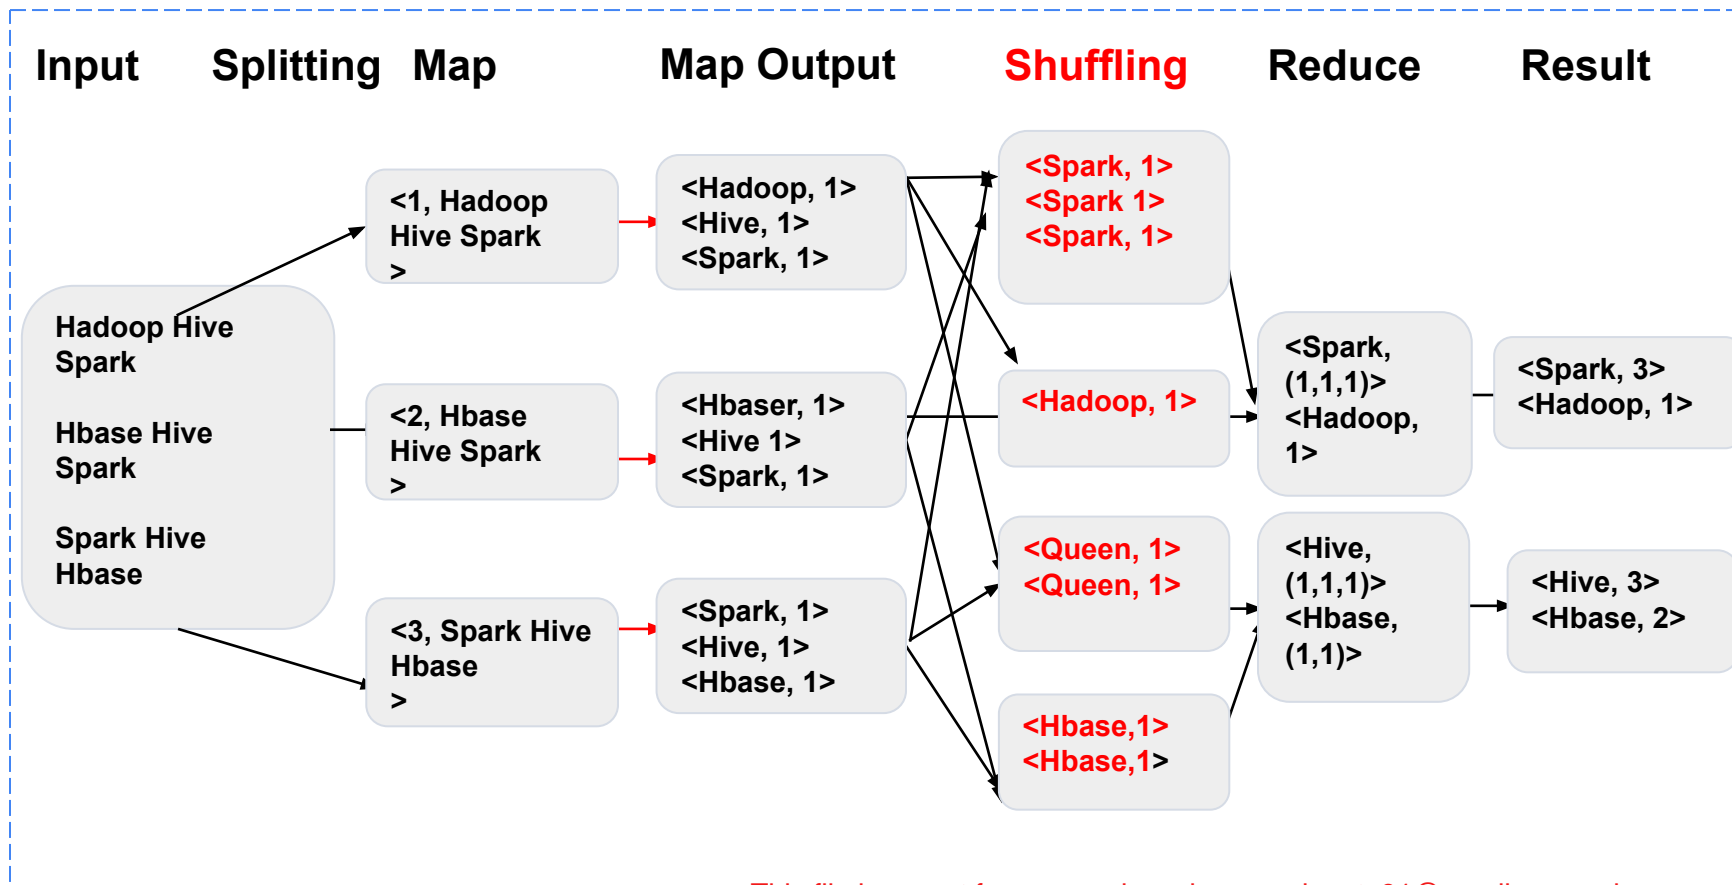 Input Splitting Map Map Output Shuffling Reduce Result
Hadoop Hive
Spark
Hbase Hive
Spark
Spark Hive
Hbase
<1, Hadoop
Hive Spark
>
<2, Hbase
Hive Spark
>
<3, Spark Hive
Hbase
>
<Hadoop, 1>
<Hive, 1>
<Spark, 1>
<Hbaser, 1>
<Hive 1>
<Spark, 1>
<Spark, 1>
<Hive, 1>
<Hbase, 1>
<Spark, 1>
<Spark 1>
<Spark, 1>
<Hadoop, 1>
<Queen, 1>
<Queen, 1>
<Hbase,1>
<Hbase,1>
<Spark,
(1,1,1)>
<Hadoop,
1>
<Hive,
(1,1,1)>
<Hbase,
(1,1)>
<Spark, 3>
<Hadoop, 1>
<Hive, 3>
<Hbase, 2>